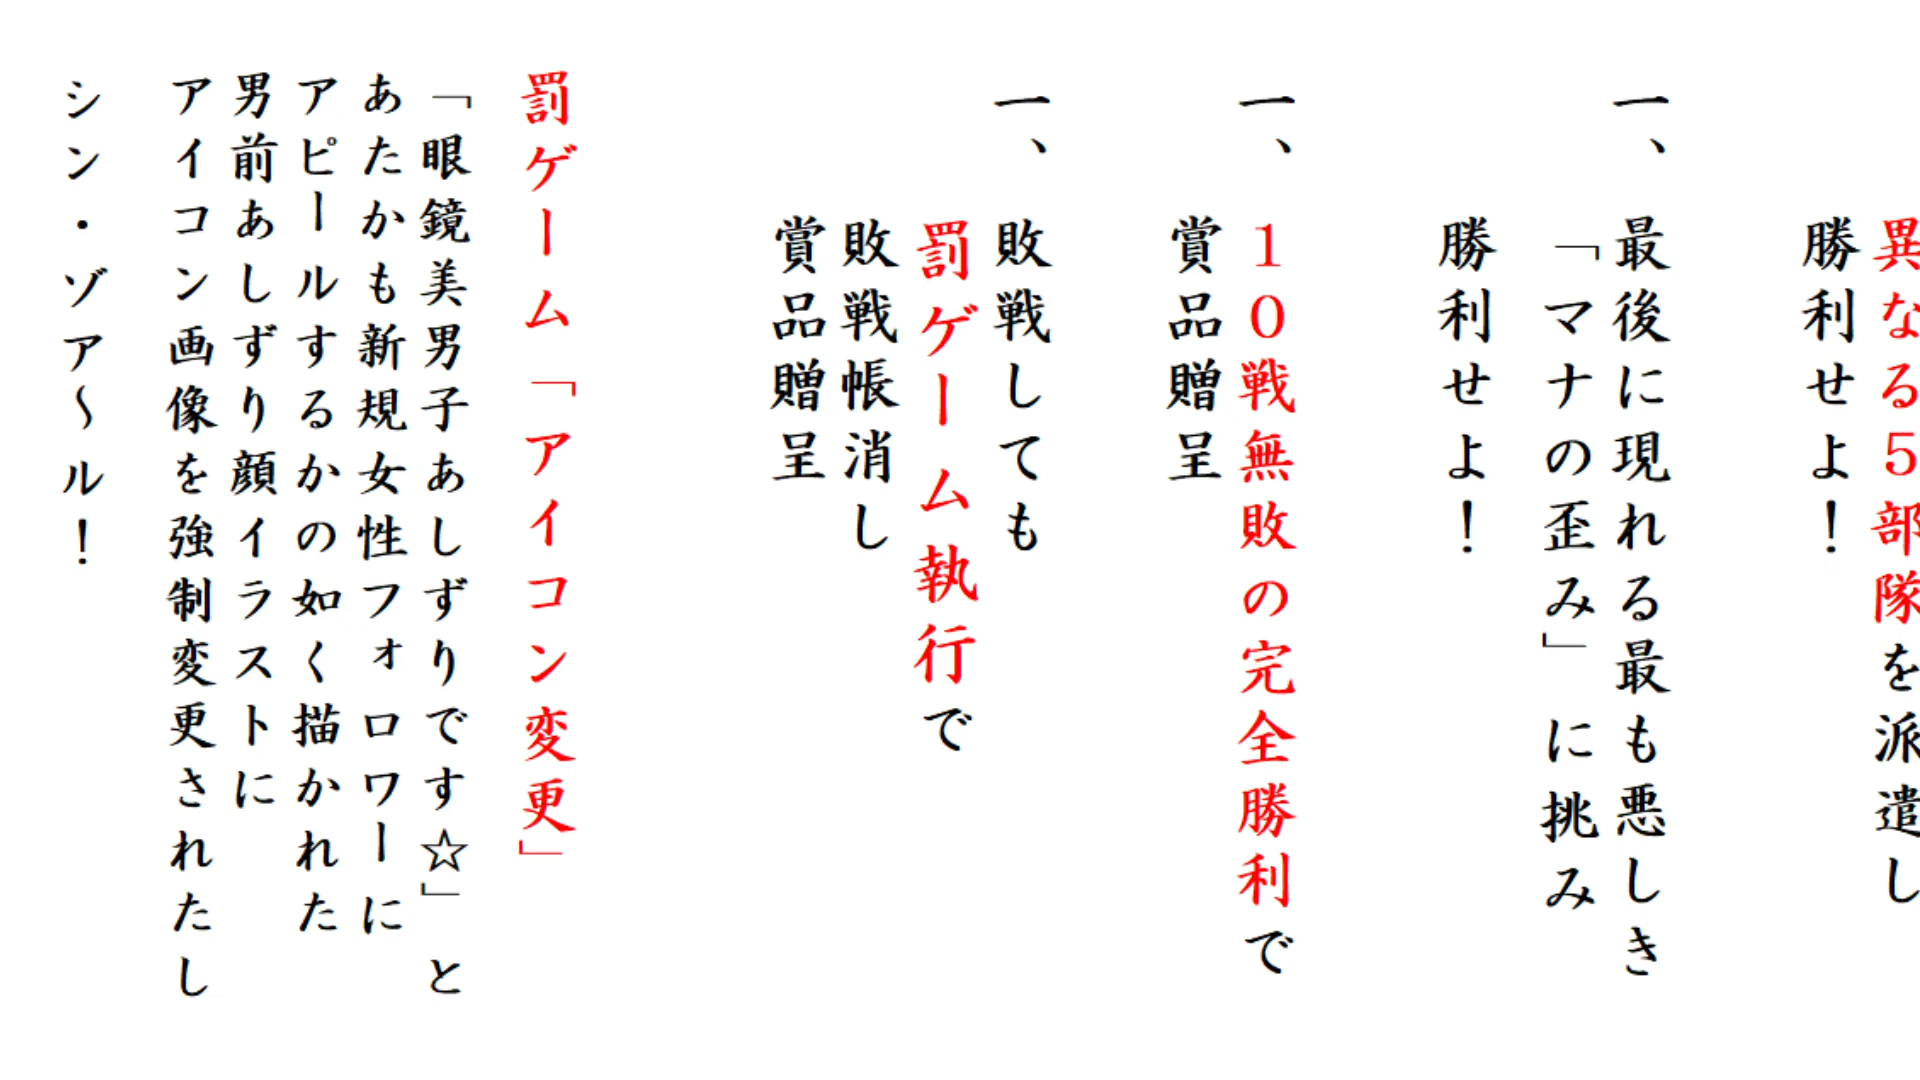 異なる5部隊を派遣し
勝利せよ！
一、最後に現れる最も悪しき
「マナの歪み」に挑み
勝利せよ！
一、10戦無敗の完全勝利で
賞品贈呈
一、敗戦しても
罰ゲーム執行で
敗戦帳消し
賞品贈呈
罰ゲーム「アイコン変更」
「眼鏡美男子あしずりです☆」と
あたかも新規女性フォロワーに
アピールするかの如く描かれた
男前あしずり顔イラストに
アイコン画像を強制変更されたし
シン・ゾア～ル！